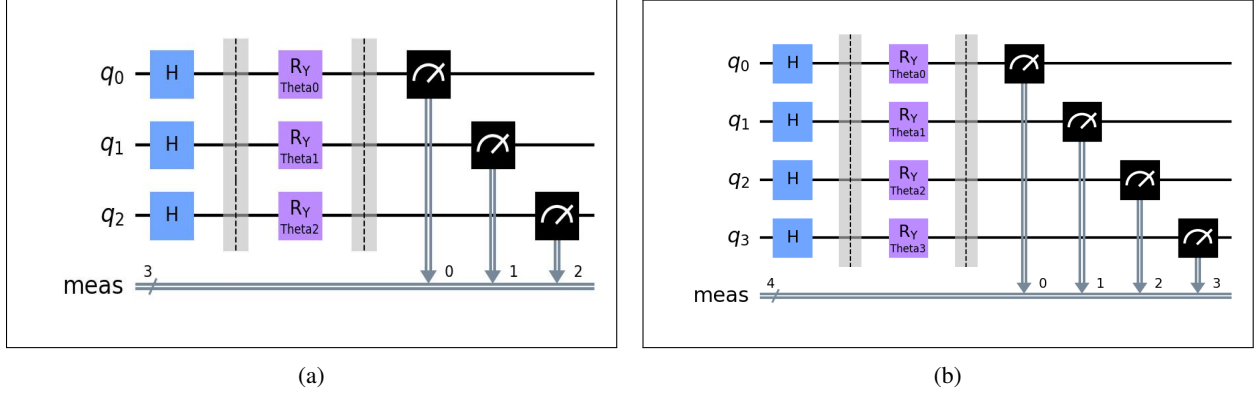 q0 H RY Theta0
q1 H RY Theta1
q2 H RY Theta2
meas 3 0 1 2
(a)
q0 H RY Theta0
q1 H RY Theta1
q2 H RY Theta2
q3 H RY Theta3
meas 4 0 1 2 3
(b)